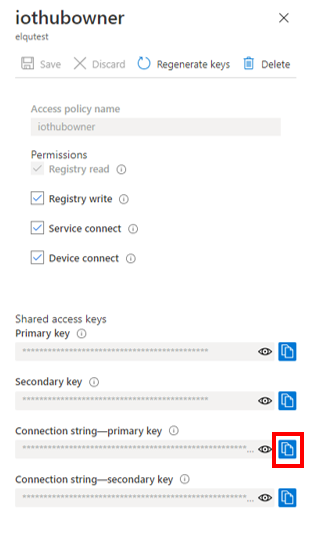 iothubowner
elqutest
Save Discard Regenerate keys Delete
Access policy name
iothubowner
Permissions
Registry read
Registry write
Service connect
Device connect
Shared access keys
Primary key
*********************************************
Secondary key
*********************************************
Connection string—primary key
******************************************************...
Connection string—secondary key
******************************************************...